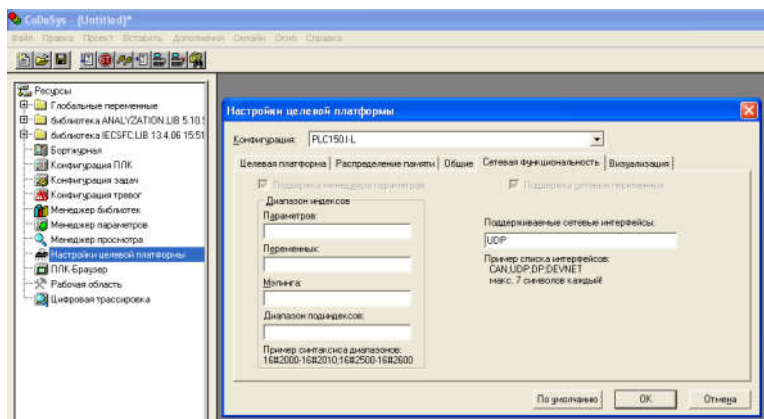 CoDeSys - (Untitled)*
Файл Правка Проект Вставить Дополнения Онлайн Окно Справка
Ресурсы
Глобальные переменные
библиотека ANALYZATION.LIB 5.10
библиотека IECSFC.LIB 13.4.06 15:51
Бортжурнал
Конфигурация ПЛК
Конфигурация задач
Конфигурация тревог
Менеджер библиотек
Менеджер параметров
Менеджер просмотра
Настройки целевой платформы
ПЛК-Браузер
Рабочая область
Цифровая трассировка
Настройки целевой платформы
Конфигурация: PLC150.I-L
Целевая платформа Распределение памяти Общие Сетевая функциональность Визуализация
Поддержка менеджера параметров
Поддержка сетевых переменных
Диапазон индексов
Параметров:
Переменных:
Мэпинга:
Диапазон подиндексов:
Пример синтаксиса диапазонов:
16#2000-16#2010;16#2500-16#2600
Поддерживаемые сетевые интерфейсы:
UDP
Пример списка интерфейсов:
CAN;UDP;DP;DEVNET
макс. 7 символов каждый!
По умолчанию OK Отмена